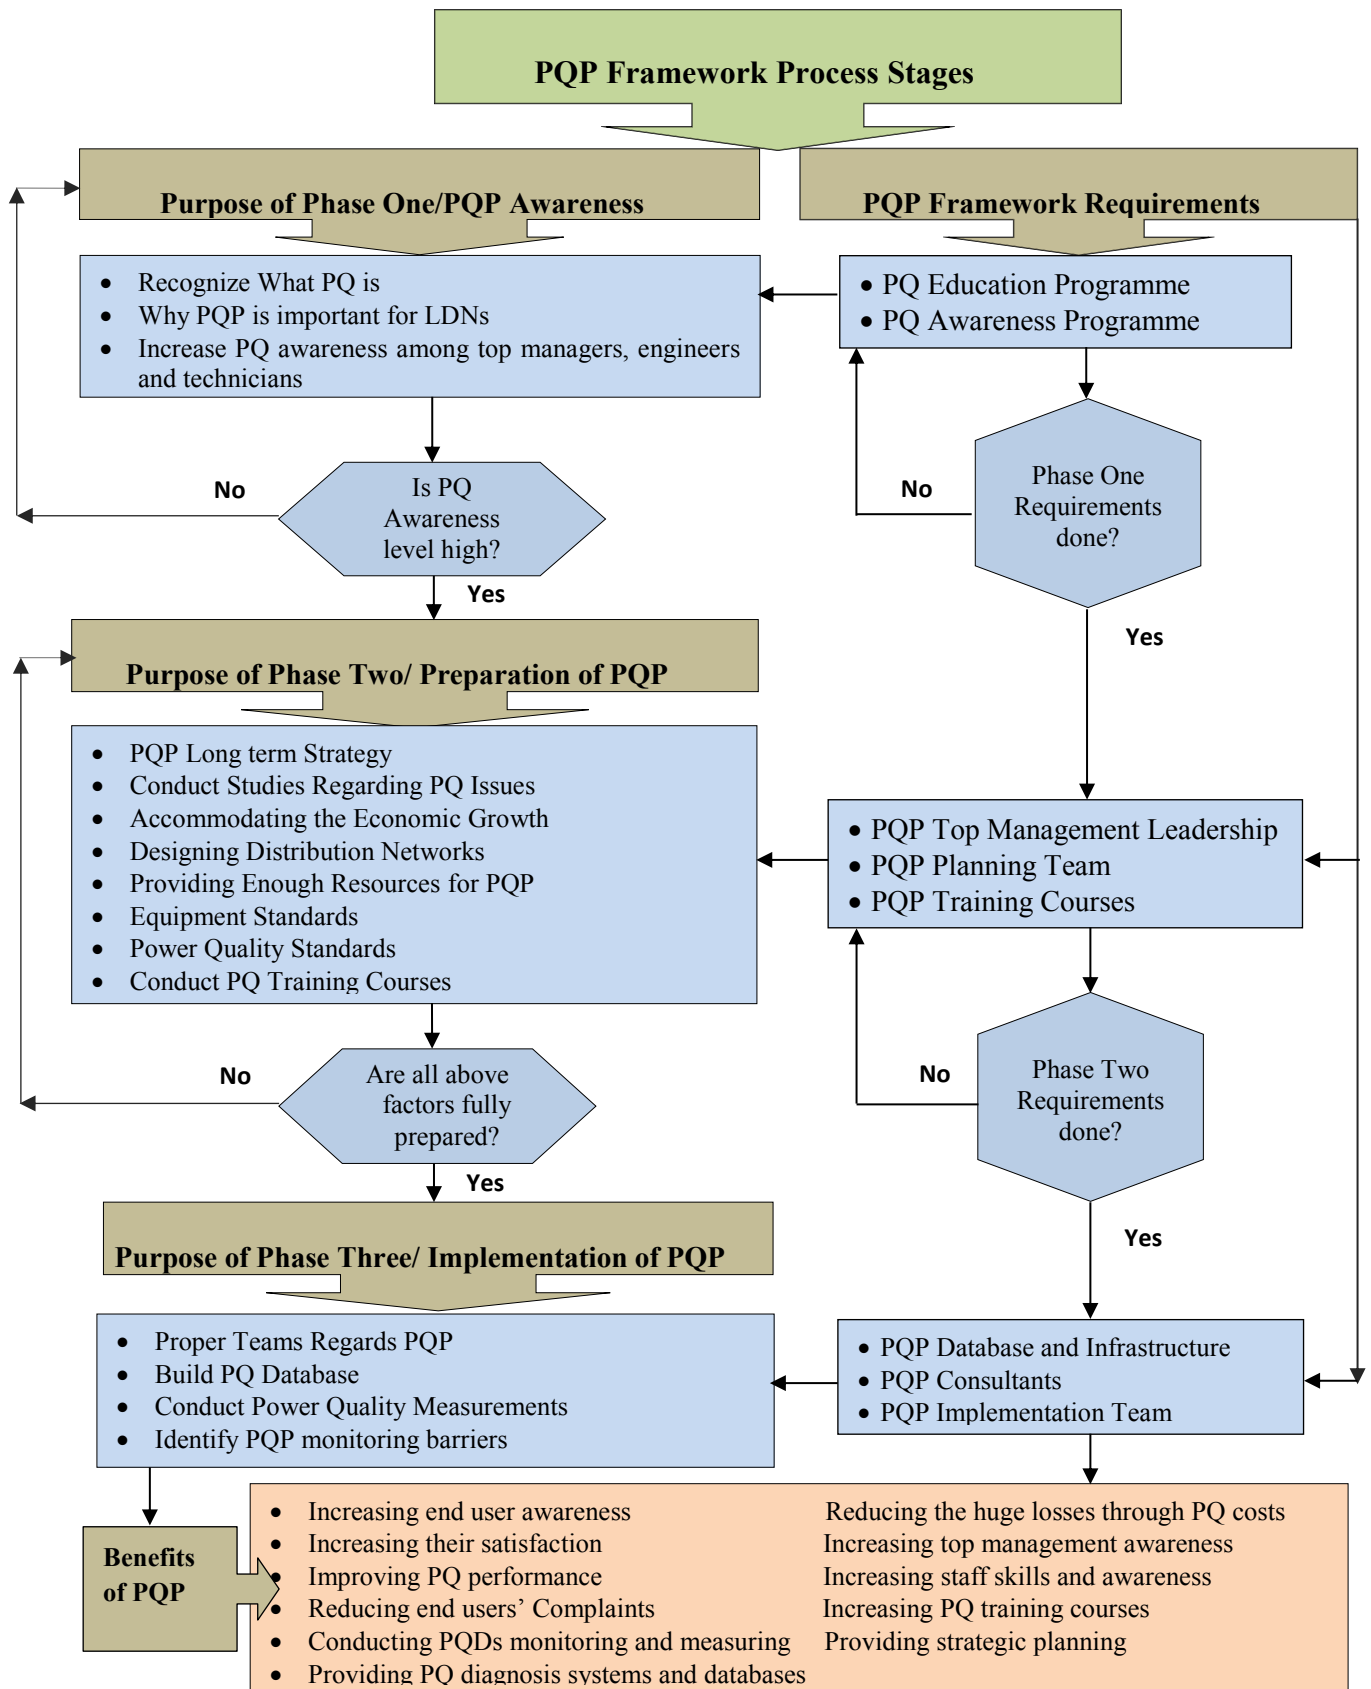 PQP Framework Process Stages
Purpose of Phase One/PQP Awareness
PQP Framework Requirements
• Recognize What PQ is
• Why PQP is important for LDNs
• Increase PQ awareness among top managers, engineers
and technicians
• PQ Education Programme
• PQ Awareness Programme
No
Is PQ
Awareness
level high?
Yes
No
Phase One
Requirements
done?
Yes
Purpose of Phase Two/ Preparation of PQP
• PQP Long term Strategy
• Conduct Studies Regarding PQ Issues
• Accommodating the Economic Growth
• Designing Distribution Networks
• Providing Enough Resources for PQP
• Equipment Standards
• Power Quality Standards
• Conduct PQ Training Courses
• PQP Top Management Leadership
• PQP Planning Team
• PQP Training Courses
No
Are all above
factors fully
prepared?
Yes
No
Phase Two
Requirements
done?
Yes
Purpose of Phase Three/ Implementation of PQP
• Proper Teams Regards PQP
• Build PQ Database
• Conduct Power Quality Measurements
• Identify PQP monitoring barriers
• PQP Database and Infrastructure
• PQP Consultants
• PQP Implementation Team
Benefits
of PQP
• Increasing end user awareness Reducing the huge losses through PQ costs
• Increasing their satisfaction Increasing top management awareness
• Improving PQ performance Increasing staff skills and awareness
• Reducing end users’ Complaints Increasing PQ training courses
• Conducting PQDs monitoring and measuring Providing strategic planning
• Providing PQ diagnosis systems and databases